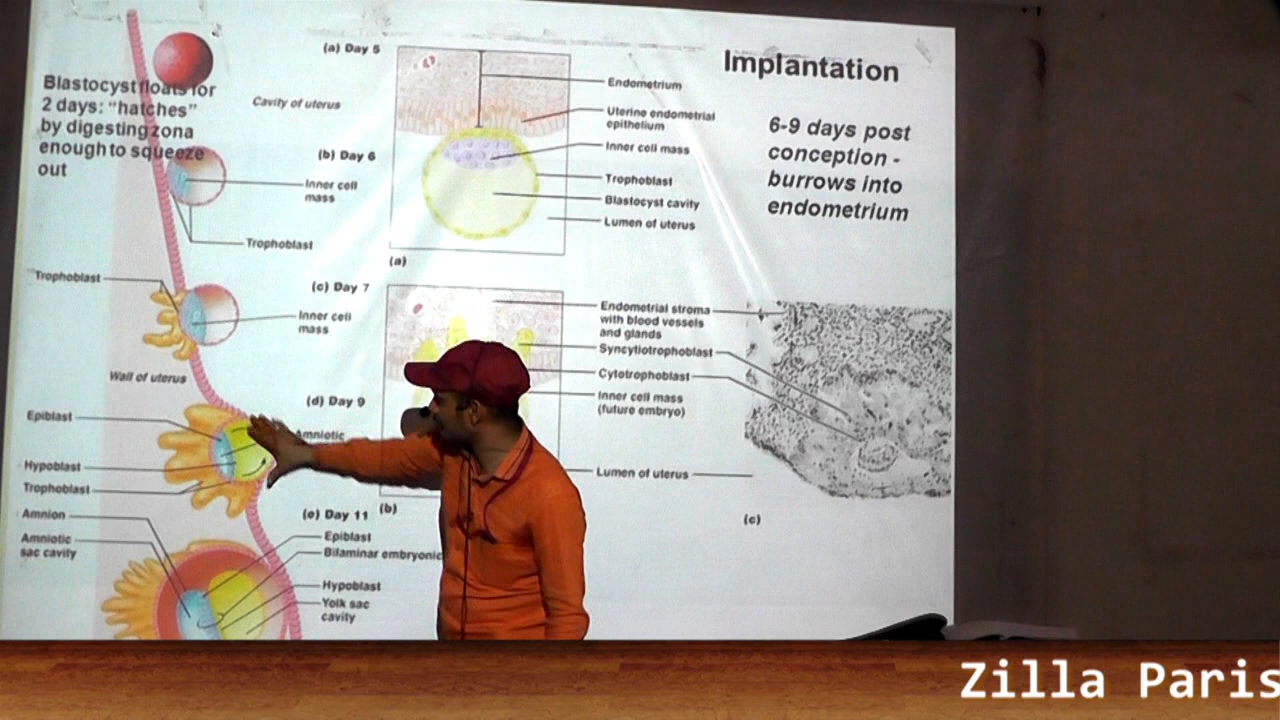 Implantation
Blastocyst floats for
2 days: “hatches”
by digesting zona
enough to squeeze
out
Cavity of uterus
(a) Day 5
(b) Day 6
Inner cell
mass
Trophoblast
(c) Day 7
Trophoblast
Inner cell
mass
Wall of uterus
(d) Day 9
Epiblast
Amniotic
Hypoblast
Trophoblast
(e) Day 11
Amnion
Amniotic
sac cavity
Epiblast
Bilaminar embryonic
Hypoblast
Yolk sac
cavity
Endometrium
Uterine endometrial
epithelium
Inner cell mass
Trophoblast
Blastocyst cavity
Lumen of uterus
(a)
Endometrial stroma
with blood vessels
and glands
Syncytiotrophoblast
Cytotrophoblast
Inner cell mass
(future embryo)
Lumen of uterus
(b)
(c)
6-9 days post
conception -
burrows into
endometrium
Zilla Paris